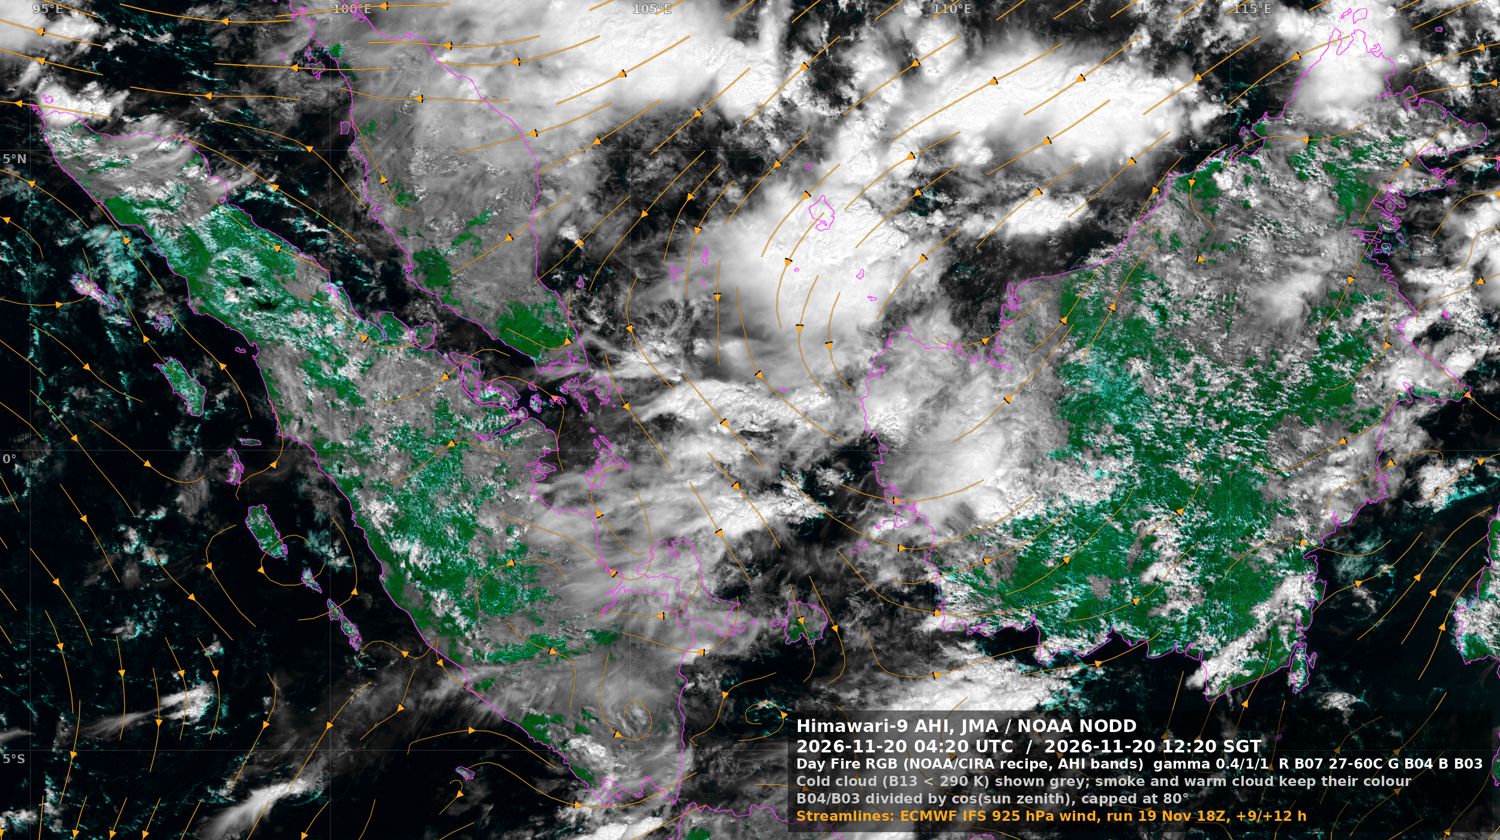 95°E
100°E
105°E
110°E
115°E
5°N
0°
5°S
Himawari-9 AHI, JMA / NOAA NODD
2026-11-20 04:20 UTC / 2026-11-20 12:20 SGT
Day Fire RGB (NOAA/CIRA recipe, AHI bands) gamma 0.4/1/1 R B07 27-60C G B04 B B03
Cold cloud (B13 < 290 K) shown grey; smoke and warm cloud keep their colour
B04/B03 divided by cos(sun zenith), capped at 80°
Streamlines: ECMWF IFS 925 hPa wind, run 19 Nov 18Z, +9/+12 h